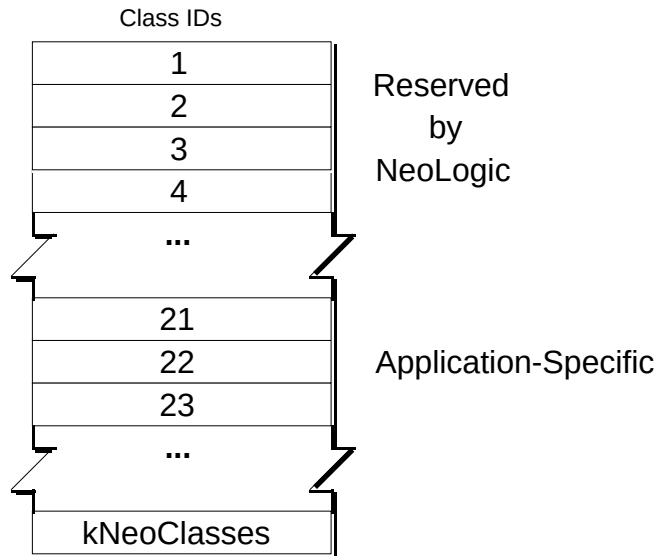 Class IDs
1
2
3
4
...
21
22
23
...
kNeoClasses
Reserved
by
NeoLogic
Application-Specific